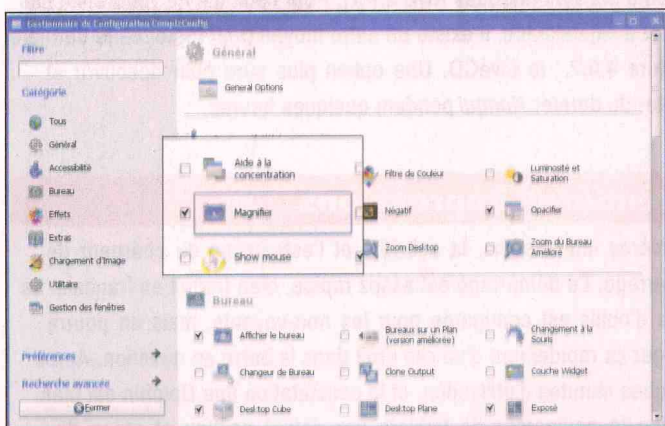 Gestionnaire de Configuration CompizConfig
Filtre
Catégorie
Tous
Général
Accessibilité
Bureau
Effets
Extras
Chargement d'Image
Utilitaire
Gestion des fenêtres
Préférences
Recherche avancée
Fermer
Général
General Options
Aide à la
concentration
Filtre de Couleur
Luminosité et
Saturation
Magnifier
Négatif
Opacifier
Show mouse
Zoom Desktop
Zoom du Bureau
Amélioré
Bureau
Afficher le bureau
Bureaux sur un Plan
(version améliorée)
Changement à la
Souris
Changeur de Bureau
Clone Output
Couche Widget
Desktop Cube
Desktop Plane
Exposé